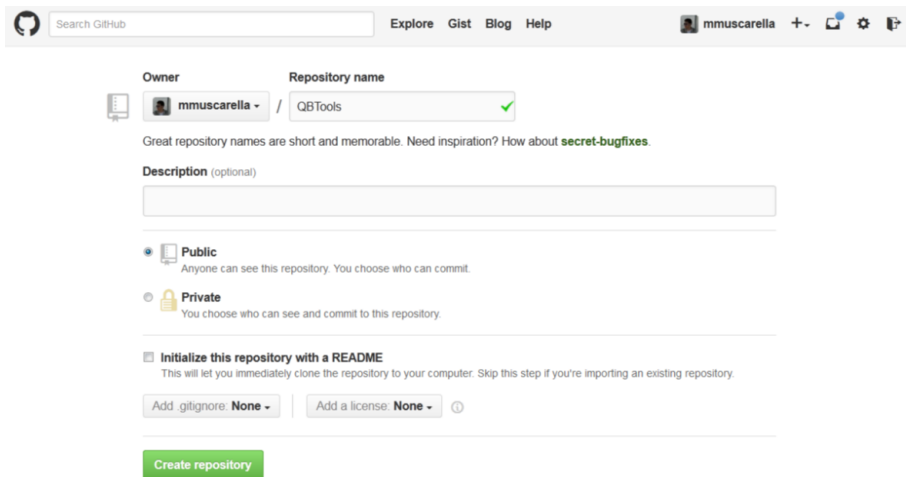 Search GitHub Explore Gist Blog Help mmuscarella
Owner Repository name
mmuscarella / QBTools
Great repository names are short and memorable. Need inspiration? How about secret-bugfixes.
Description (optional)
Public
Anyone can see this repository. You choose who can commit.
Private
You choose who can see and commit to this repository.
Initialize this repository with a README
This will let you immediately clone the repository to your computer. Skip this step if you're importing an existing repository.
Add .gitignore: None Add a license: None
Create repository